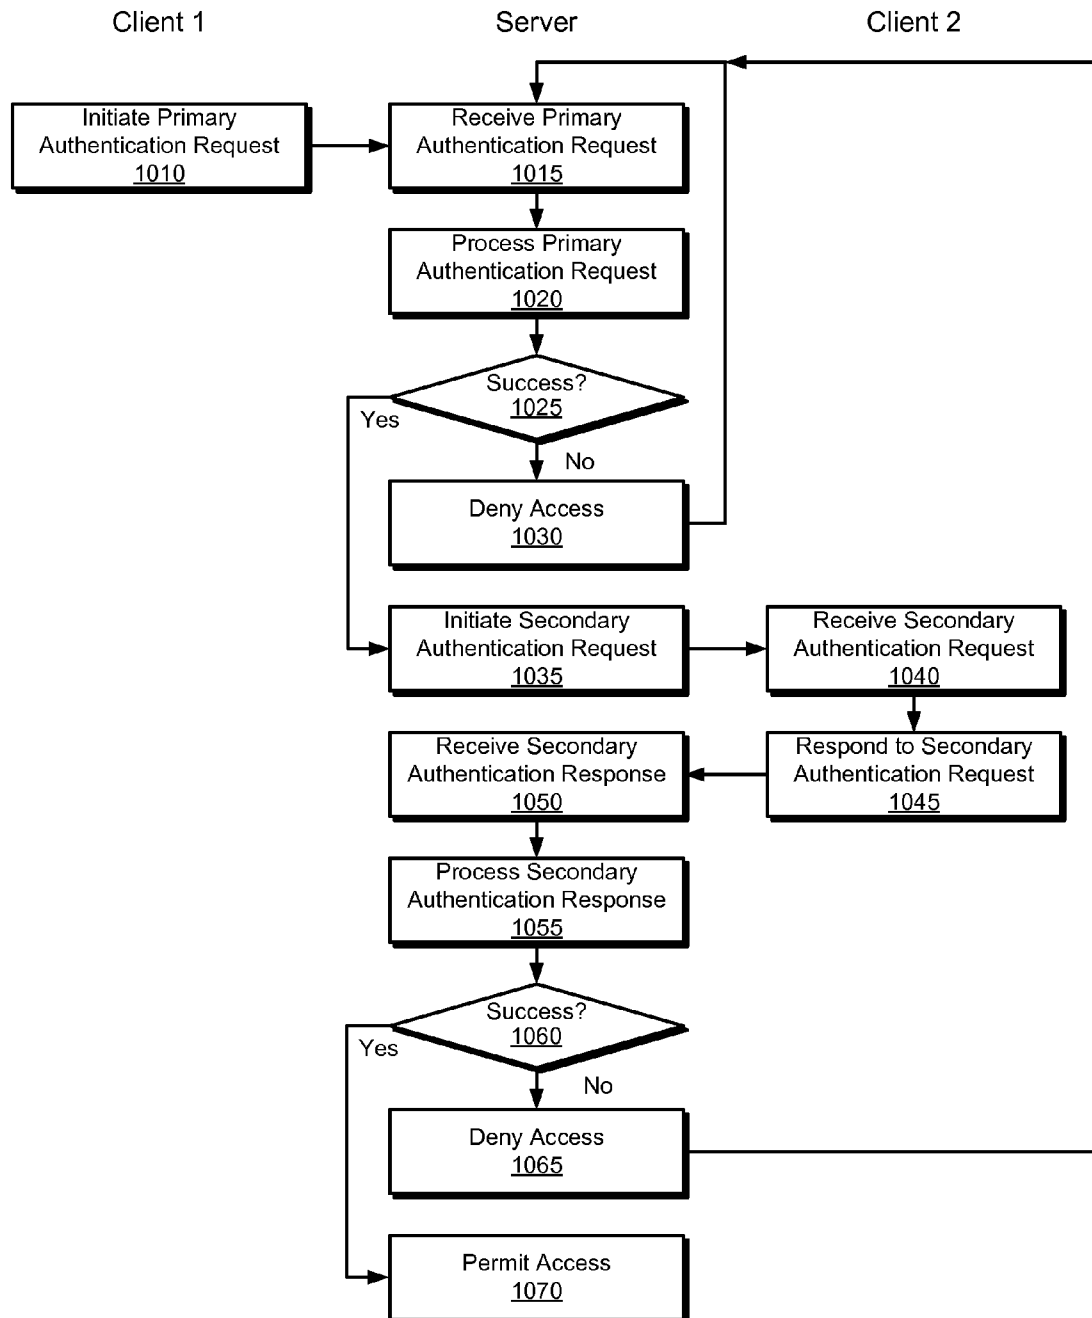 Client 1
Server
Client 2
Initiate Primary
Authentication Request
1010
Receive Primary
Authentication Request
1015
Process Primary
Authentication Request
1020
Success?
1025
Yes
No
Deny Access
1030
Initiate Secondary
Authentication Request
1035
Receive Secondary
Authentication Request
1040
Receive Secondary
Authentication Response
1050
Respond to Secondary
Authentication Request
1045
Process Secondary
Authentication Response
1055
Success?
1060
Yes
No
Deny Access
1065
Permit Access
1070